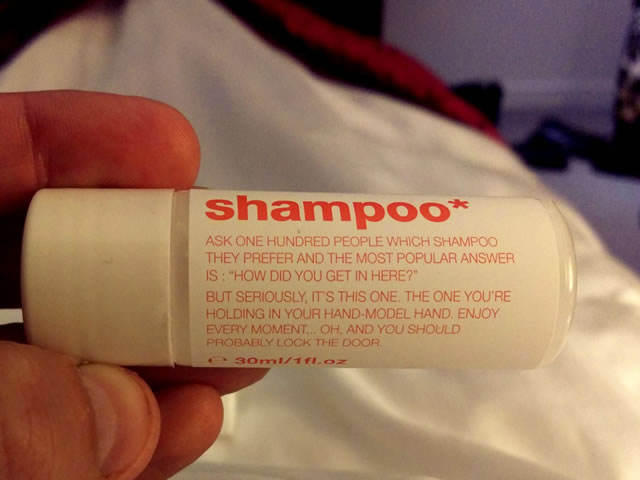 shampoo*
ASK ONE HUNDRED PEOPLE WHICH SHAMPOO
THEY PREFER AND THE MOST POPULAR ANSWER
IS : “HOW DID YOU GET IN HERE?”
BUT SERIOUSLY, IT'S THIS ONE. THE ONE YOU'RE
HOLDING IN YOUR HAND-MODEL HAND. ENJOY
EVERY MOMENT... OH, AND YOU SHOULD
PROBABLY LOCK THE DOOR.
℮ 30ml/1fl.oz